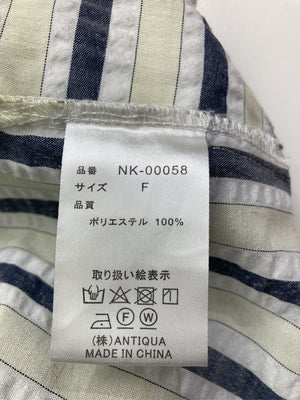 品番 NK-00058
サイズ F
品質
ポリエステル 100%
取り扱い絵表示
F W
(株) ANTIQUA
MADE IN CHINA